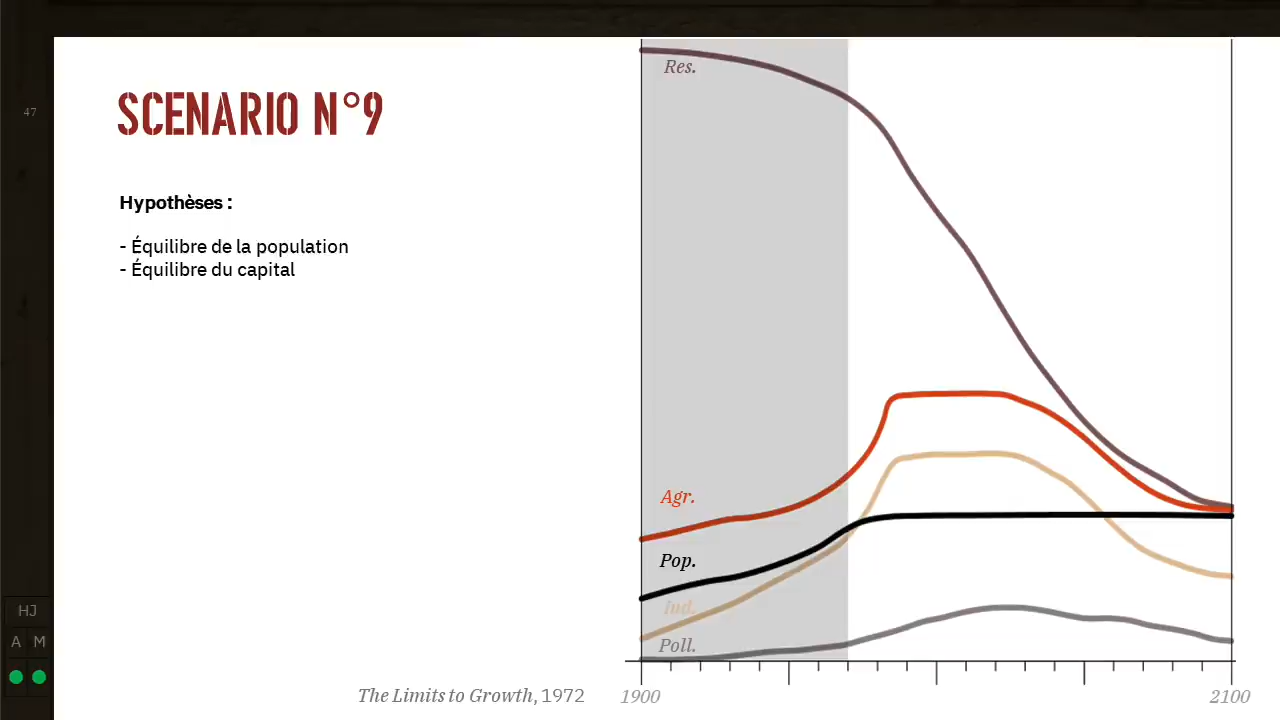 47
SCENARIO N°9
Hypothèses :
- Équilibre de la population
- Équilibre du capital
Res.
Agr.
Pop.
Ind.
Poll.
HJ
A M
The Limits to Growth, 1972
1900
2100